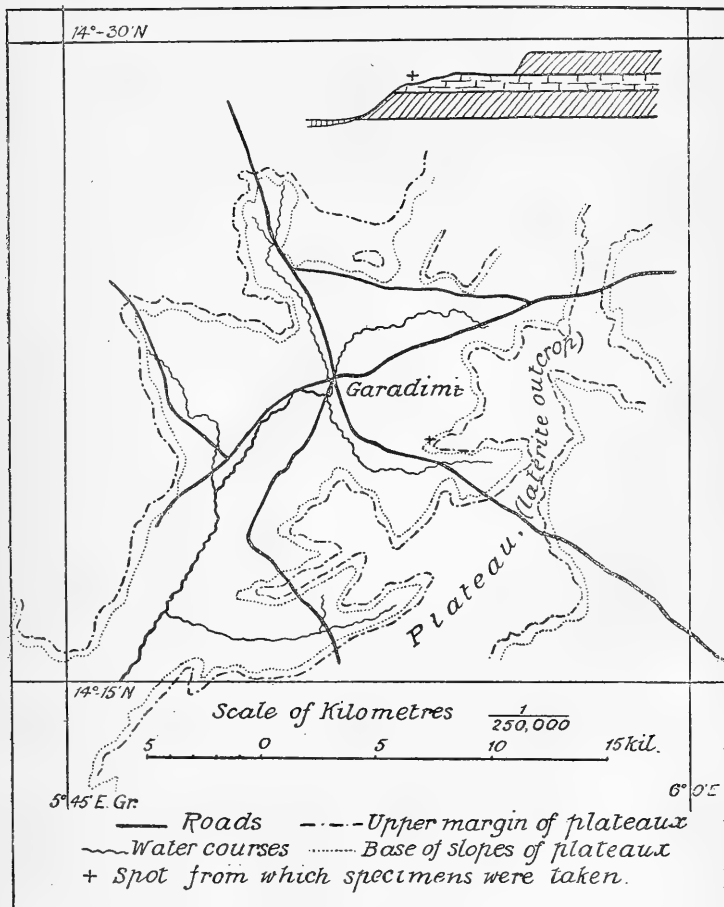 14°-30'N
Garadimi
Plateau, (laterite outcrop)
14°-15'N
Scale of Kilometres 1/250,000
5 0 5 10 15 kil.
5°45'E. Gr. 6°0'E
Roads Upper margin of plateaux
Water courses Base of slopes of plateaux
+ Spot from which specimens were taken.